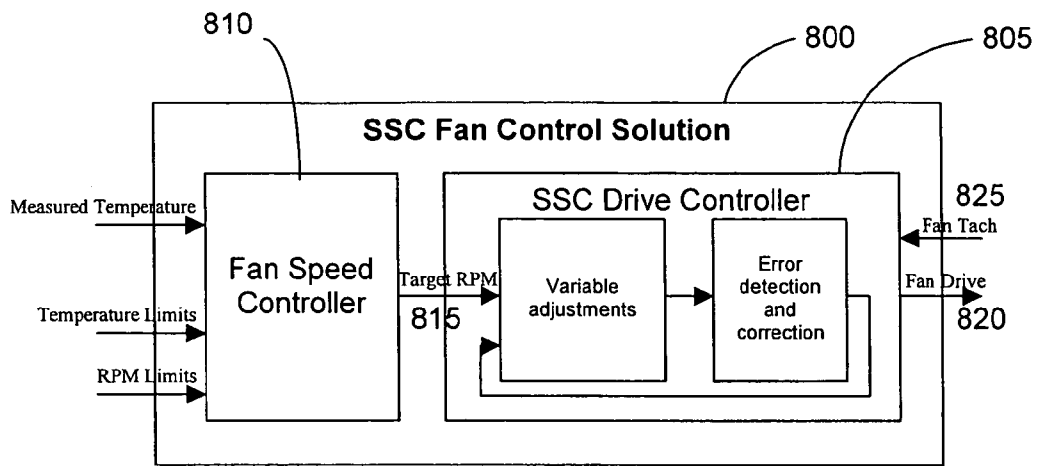 810
800
805
SSC Fan Control Solution
SSC Drive Controller
825
Measured Temperature
Fan Tach
Fan Speed
Controller
Target RPM
815
Variable
adjustments
Error
detection
and
correction
Fan Drive
820
Temperature Limits
RPM Limits